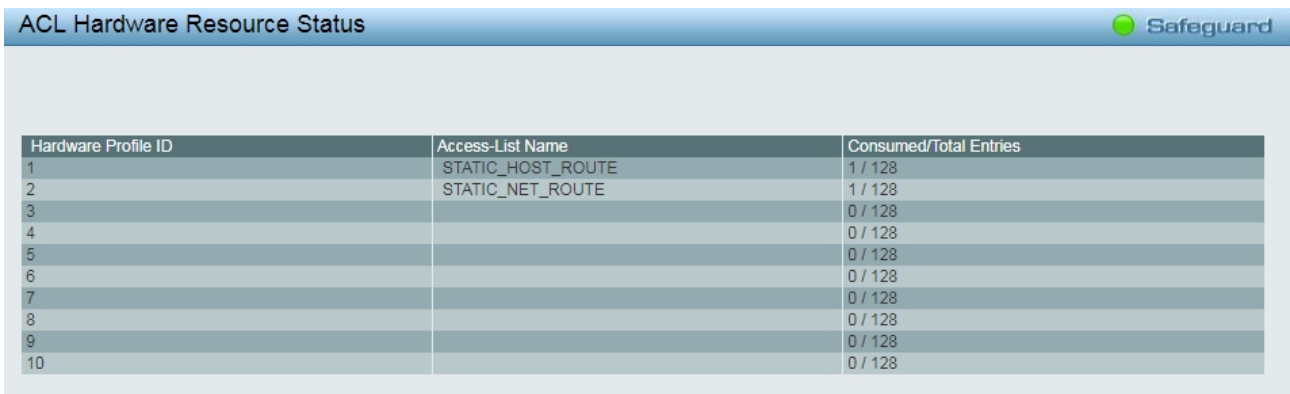 ACL Hardware Resource Status Safeguard
Hardware Profile ID Access-List Name Consumed/Total Entries
1 STATIC_HOST_ROUTE 1 / 128
2 STATIC_NET_ROUTE 1 / 128
3 0 / 128
4 0 / 128
5 0 / 128
6 0 / 128
7 0 / 128
8 0 / 128
9 0 / 128
10 0 / 128